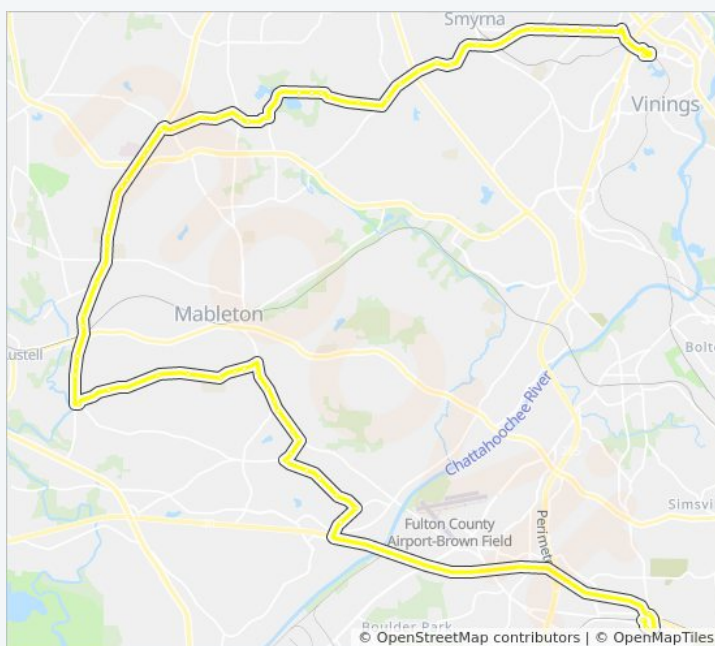 Smyrna
Vinings
Mableton
ustell
Bolto
Chattahoochee River
Simsvi
Fulton County
Airport-Brown Field
Perimet
Boulder Park
© OpenStreetMap contributors | © OpenMapTiles